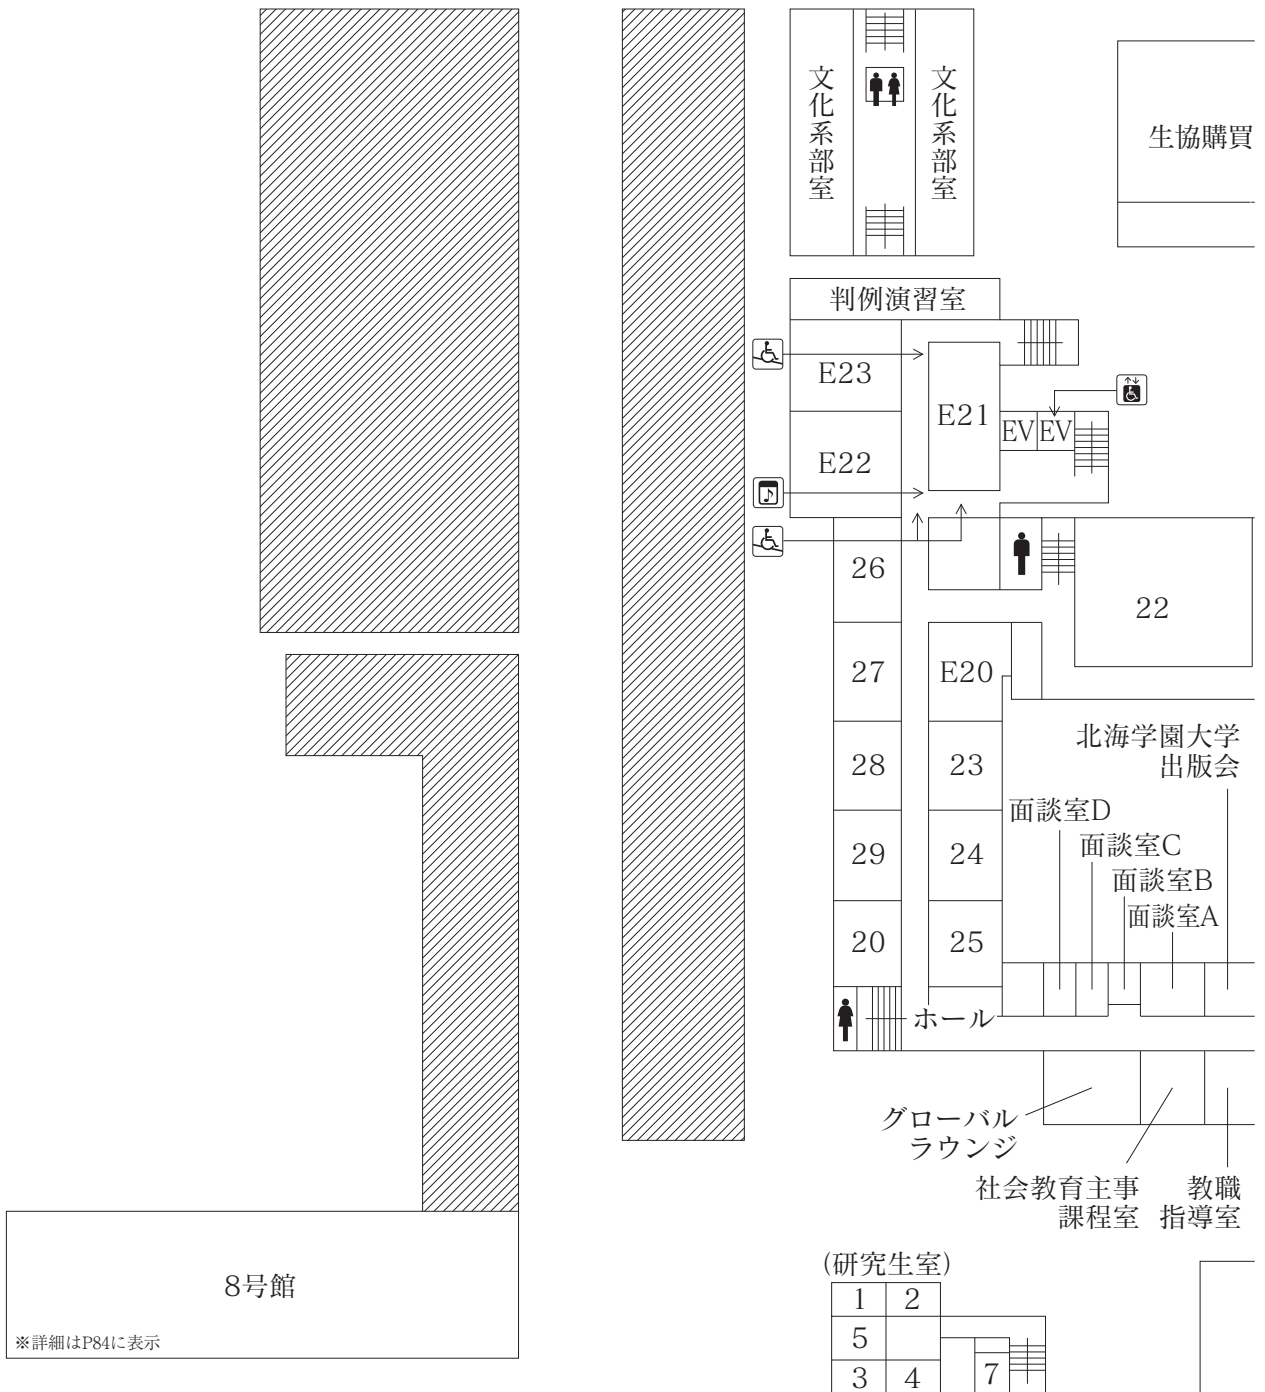 文化系部室
文化系部室
生協購買
判例演習室
E23
E21
EV
EV
E22
26
22
27
E20
北海学園大学
出版会
28
23
面談室D
面談室C
29
24
面談室B
面談室A
20
25
ホール
グローバル
ラウンジ
社会教育主事
課程室
教職
指導室
8号館
※詳細はP84に表示
(研究生室)
1
2
5
3
4
7